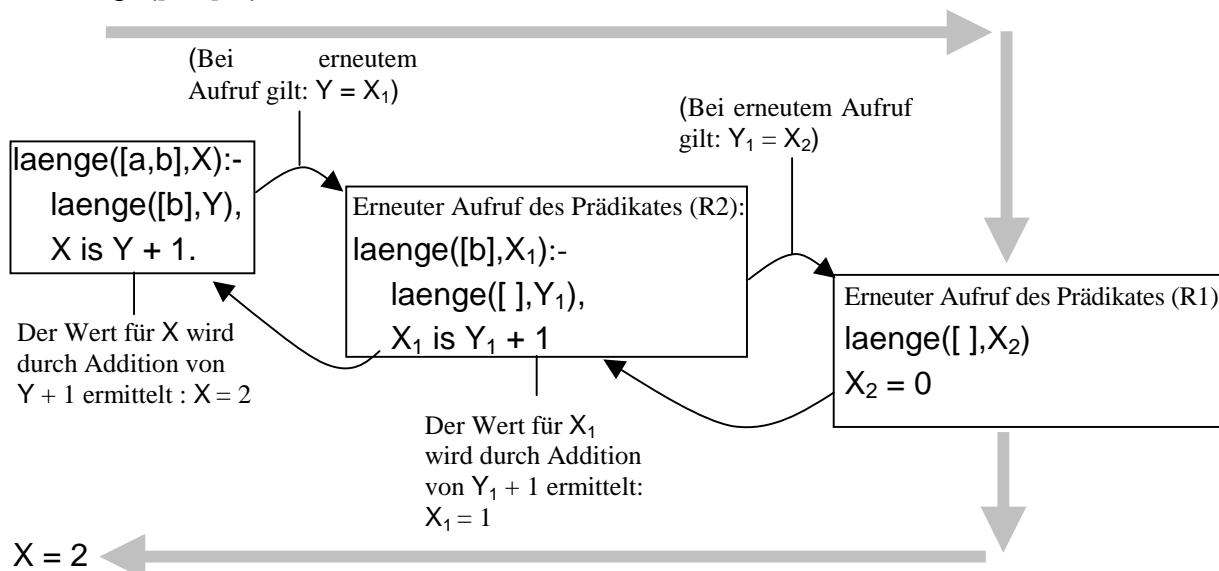 (Bei erneutem
Aufruf gilt: Y = X₁)
(Bei erneutem Aufruf
gilt: Y₁ = X₂)
laenge([a,b],X):-
laenge([b],Y),
X is Y + 1.
Erneuter Aufruf des Prädikates (R2):
laenge([b],X₁):-
laenge([ ],Y₁),
X₁ is Y₁ + 1
Erneuter Aufruf des Prädikates (R1)
laenge([ ],X₂)
X₂ = 0
Der Wert für X wird
durch Addition von
Y + 1 ermittelt : X = 2
Der Wert für X₁
wird durch Addition
von Y₁ + 1 ermittelt:
X₁ = 1
X = 2